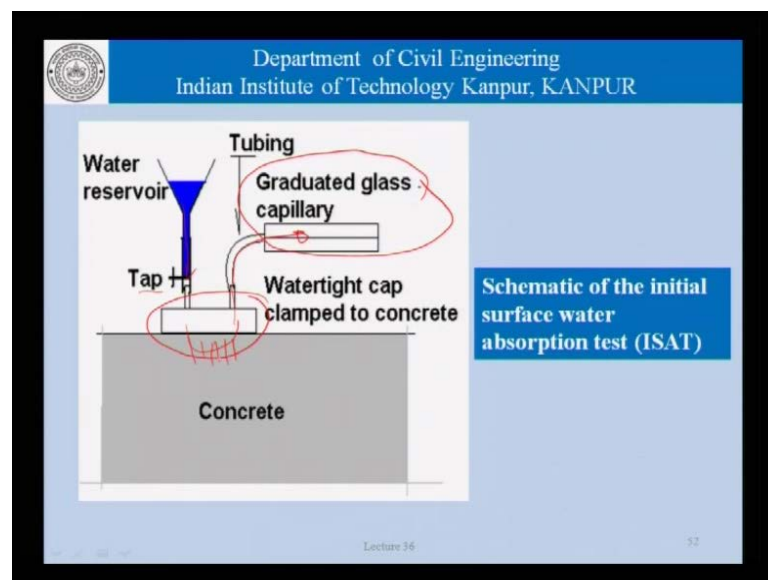 Department of Civil Engineering
Indian Institute of Technology Kanpur, KANPUR
Tubing
Water
reservoir
Graduated glass
capillary
Tap
Watertight cap
clamped to concrete
Concrete
Schematic of the initial
surface water
absorption test (ISAT)
Lecture 36
52